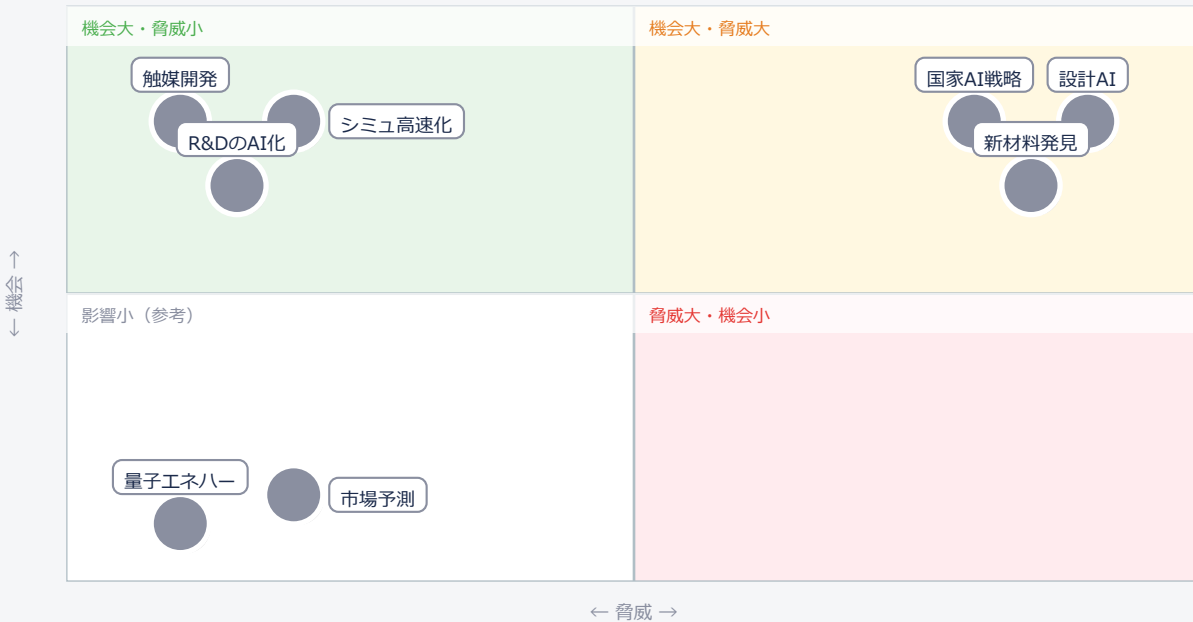 機会大・脅威小
機会大・脅威大
触媒開発
シミュ高速化
R&DのAI化
国家AI戦略
設計AI
新材料発見
← 機会 →
影響小（参考）
脅威大・機会小
量子エネハー
市場予測
← 脅威 →